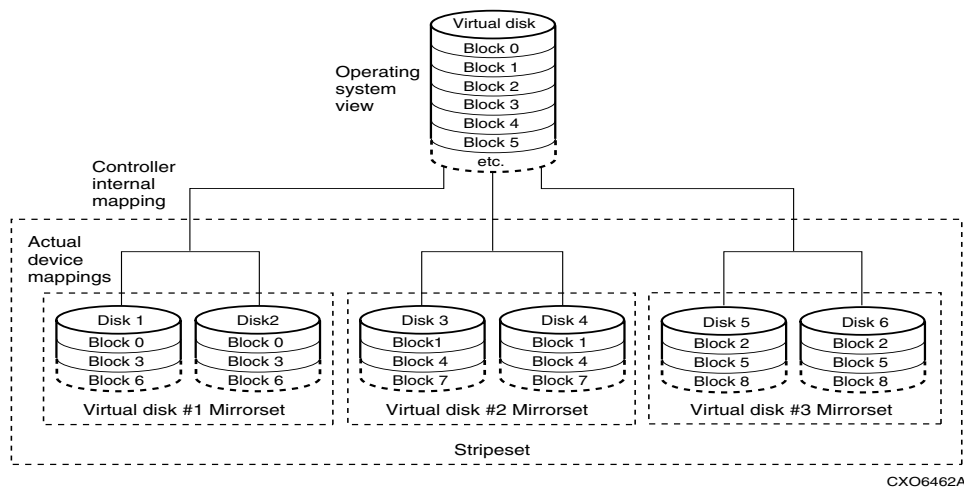 Virtual disk
Block 0
Block 1
Block 2
Block 3
Block 4
Block 5
etc.
Operating
system
view
Controller
internal
mapping
Actual
device
mappings
Disk 1
Block 0
Block 3
Block 6
Disk2
Block 0
Block 3
Block 6
Virtual disk #1 Mirrorset
Disk 3
Block1
Block 4
Block 7
Disk 4
Block 1
Block 4
Block 7
Virtual disk #2 Mirrorset
Disk 5
Block 2
Block 5
Block 8
Disk 6
Block 2
Block 5
Block 8
Virtual disk #3 Mirrorset
Stripeset
CXO6462A